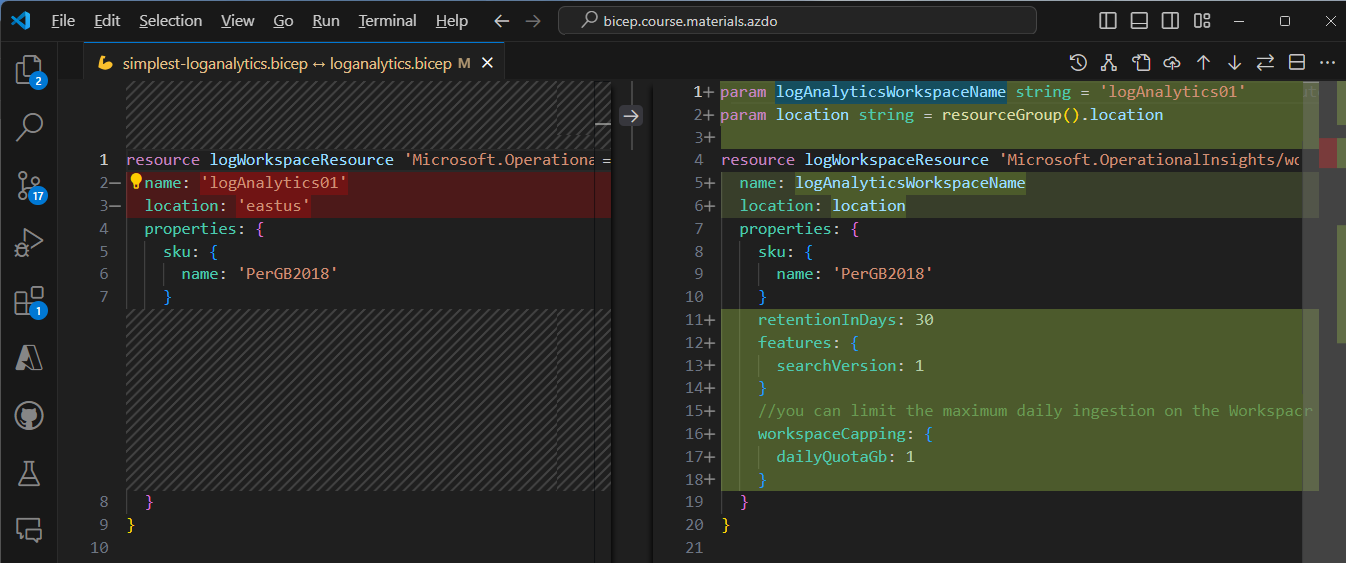 File Edit Selection View Go Run Terminal Help bicep.course.materials.azdo
simplest-loganalytics.bicep ↔ loganalytics.bicep M
2
17
1
1 resource logWorkspaceResource 'Microsoft.Operationa =
2— name: 'logAnalytics01'
3— location: 'eastus'
4 properties: {
5 sku: {
6 name: 'PerGB2018'
7 }
8 }
9 }
10
1+ param logAnalyticsWorkspaceName string = 'logAnalytics01'
2+ param location string = resourceGroup().location
3+
4 resource logWorkspaceResource 'Microsoft.OperationalInsights/wo
5+ name: logAnalyticsWorkspaceName
6+ location: location
7 properties: {
8 sku: {
9 name: 'PerGB2018'
10 }
11+ retentionInDays: 30
12+ features: {
13+ searchVersion: 1
14+ }
15+ //you can limit the maximum daily ingestion on the Workspacr
16+ workspaceCapping: {
17+ dailyQuotaGb: 1
18+ }
19 }
20 }
21